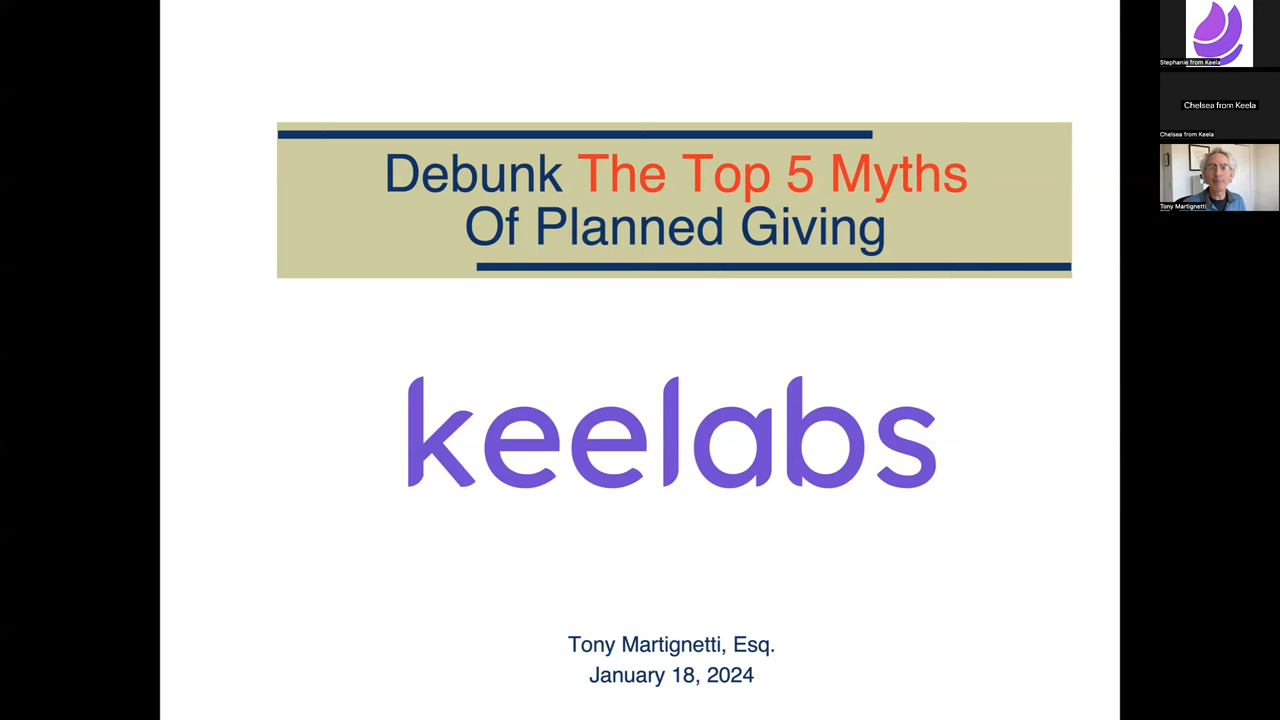 Debunk The Top 5 Myths
Of Planned Giving
keelabs
Tony Martignetti, Esq.
January 18, 2024
Stephanie from Keela
Chelsea from Keela
Chelsea from Keela
Tony Martignetti